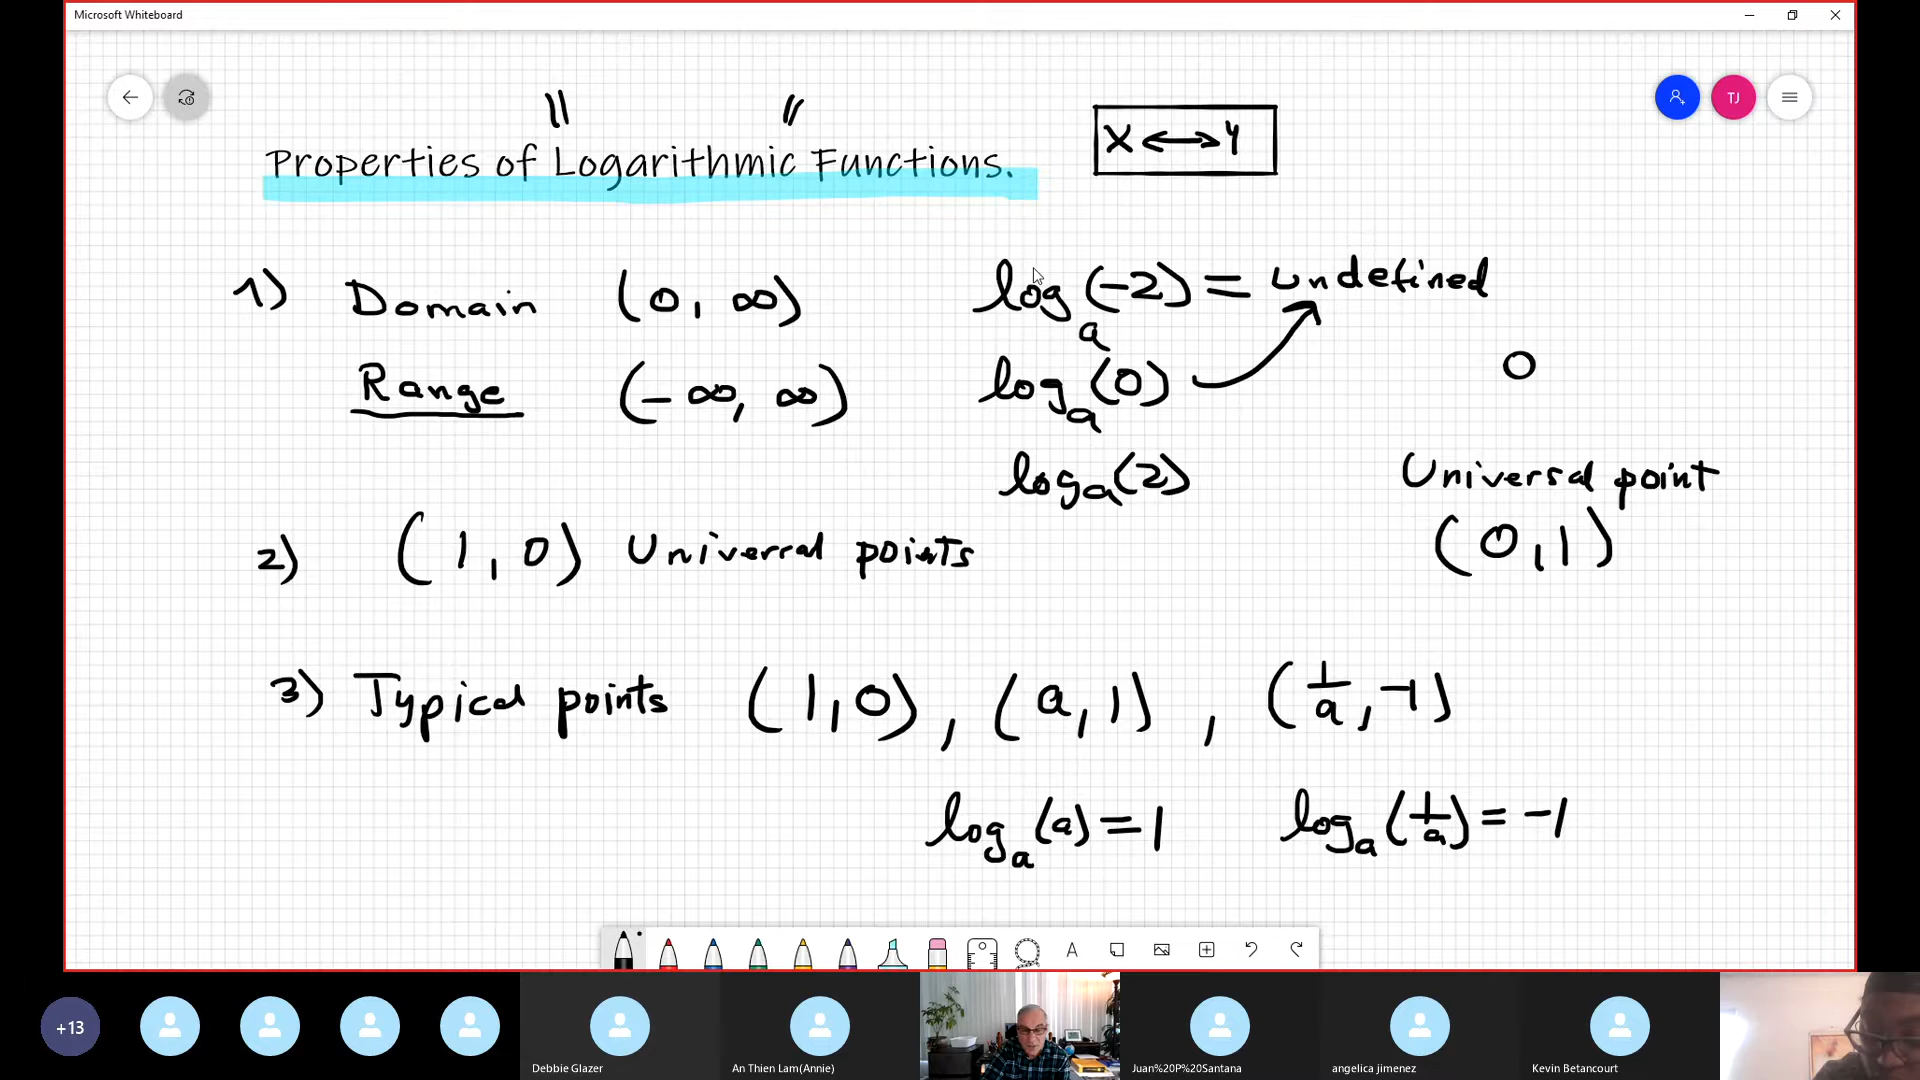 Microsoft Whiteboard
TJ
Properties of Logarithmic Functions.
X ⟷ Y
1) Domain (0, ∞)
Range (-∞, ∞)
log_a(-2) = undefined
log_a(0)
0
log_a(2)
Universal point
(0,1)
2) (1,0) Universal points
3) Typical points (1,0), (a,1), (1/a,-1)
log_a(a) = 1
log_a(1/a) = -1
A
+13
Debbie Glazer
An Thien Lam(Annie)
Juan%20P%20Santana
angelica jimenez
Kevin Betancourt